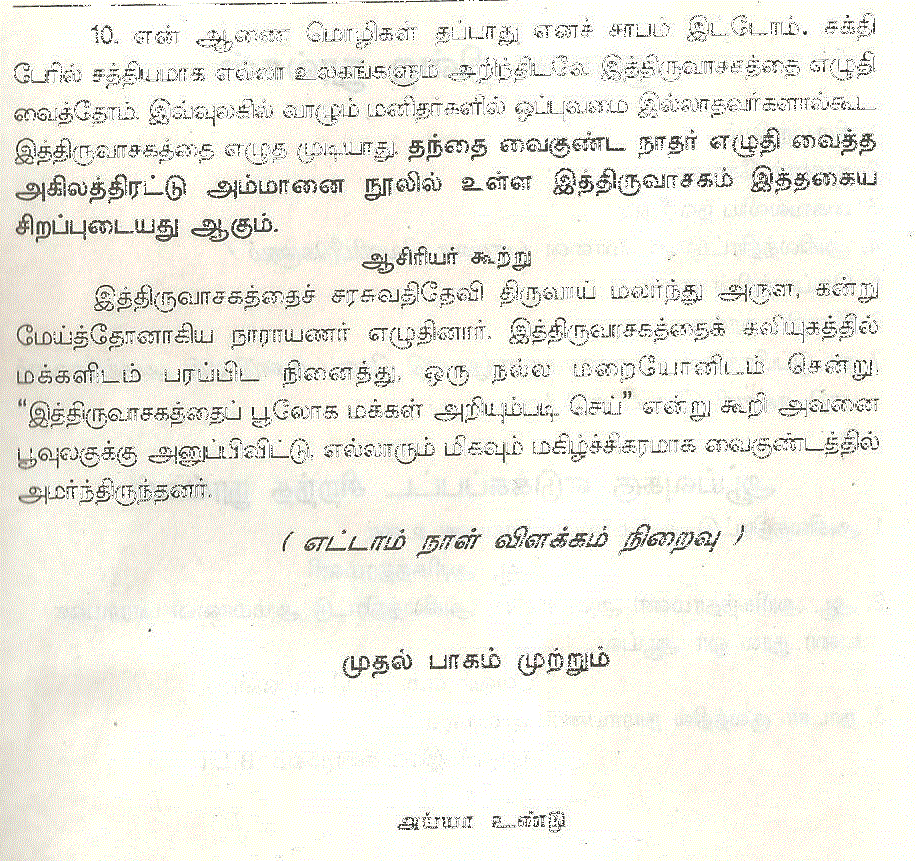 10. என் ஆணை மொழிகள் தப்பாது எனச் சாபம் இட்டோம். சக்தி
பேரில் சத்தியமாக எல்லா உலகங்களும் அறிந்திடவே இத்திருவாசகத்தை எழுதி
வைத்தோம். இவ்வுலகில் வாழும் மனிதர்களில் ஒப்புவமை இல்லாதவர்களால்கூட
இத்திருவாசகத்தை எழுத முடியாது. தந்தை வைகுண்ட நாதர் எழுதி வைத்த
அகிலத்திரட்டு அம்மானை நூலில் உள்ள இத்திருவாசகம் இத்தகைய
சிறப்புடையது ஆகும்.
ஆசிரியர் கூற்று
இத்திருவாசகத்தைச் சரசுவதிதேவி திருவாய் மலர்ந்து அருள, கன்று
மேய்த்தோனாகிய நாராயணர் எழுதினார். இத்திருவாசகத்தைக் கலியுகத்தில்
மக்களிடம் பரப்பிட நினைத்து, ஒரு நல்ல மறையோனிடம் சென்று,
“இத்திருவாசகத்தைப் பூலோக மக்கள் அறியும்படி செய்” என்று கூறி அவனை
பூவுலகுக்கு அனுப்பிவிட்டு, எல்லாரும் மிகவும் மகிழ்ச்சிகரமாக வைகுண்டத்தில்
அமர்ந்திருந்தனர்.
( எட்டாம் நாள் விளக்கம் நிறைவு )
முதல் பாகம் முற்றும்
அய்யா உண்டு